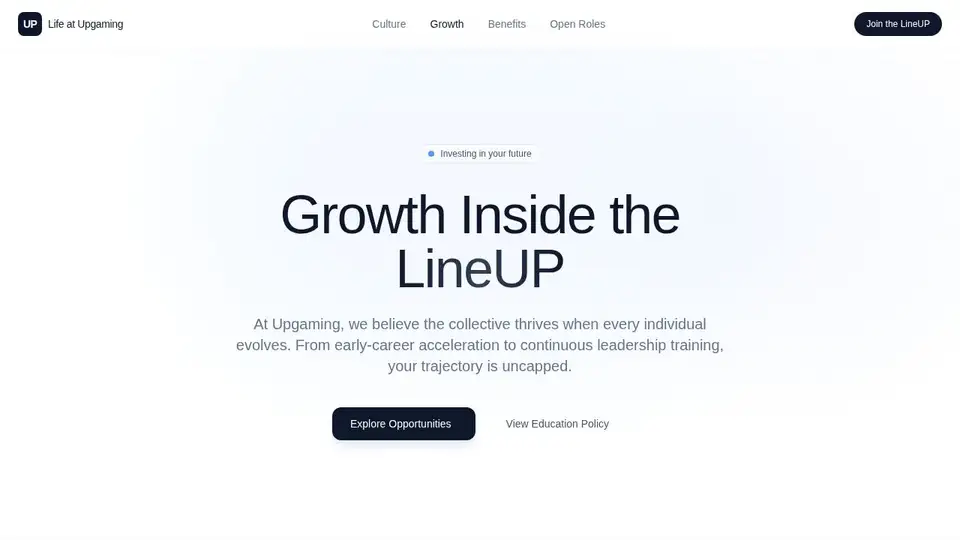 UP Life at Upgaming
Culture Growth Benefits Open Roles
Join the LineUP
Investing in your future
Growth Inside the
LineUP
At Upgaming, we believe the collective thrives when every individual
evolves. From early-career acceleration to continuous leadership training,
your trajectory is uncapped.
Explore Opportunities
View Education Policy